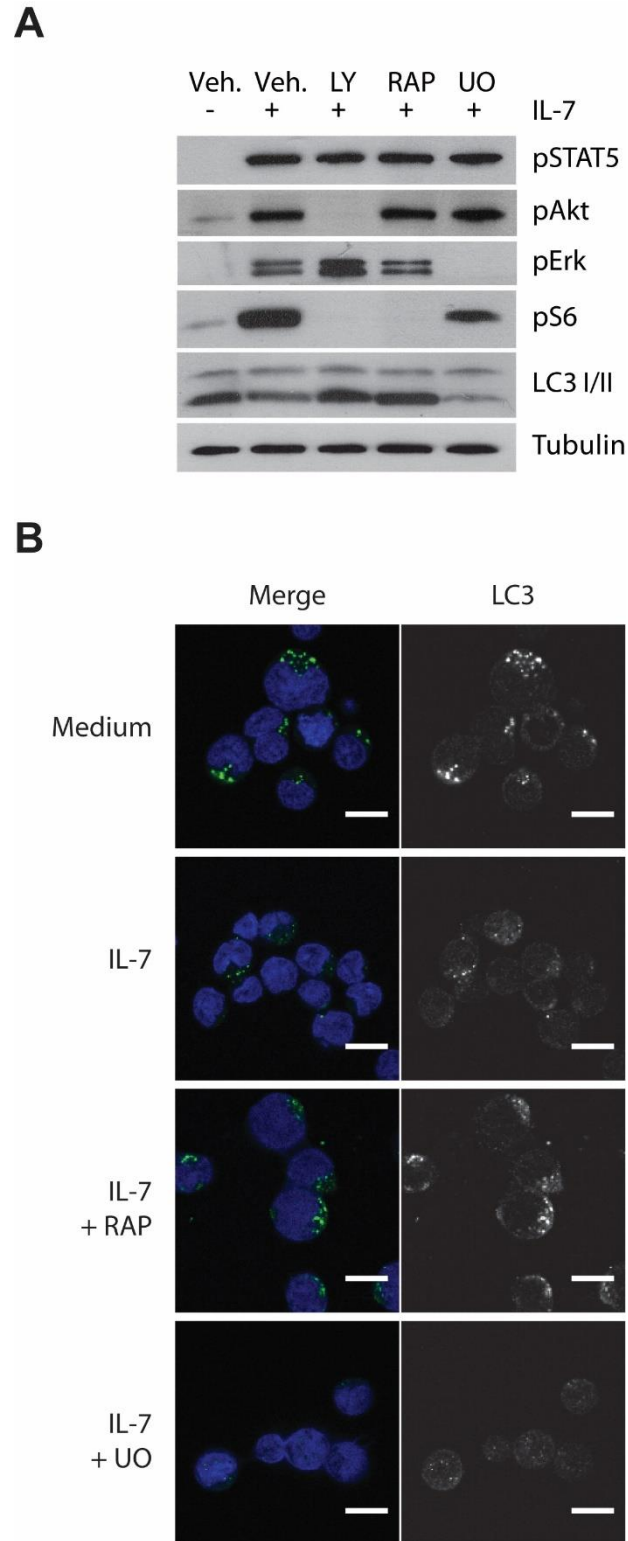 A
Veh. Veh. LY RAP UO
- + + + + IL-7
pSTAT5
pAkt
pErk
pS6
LC3 I/II
Tubulin
B
Merge LC3
Medium
IL-7
IL-7
+ RAP
IL-7
+ UO